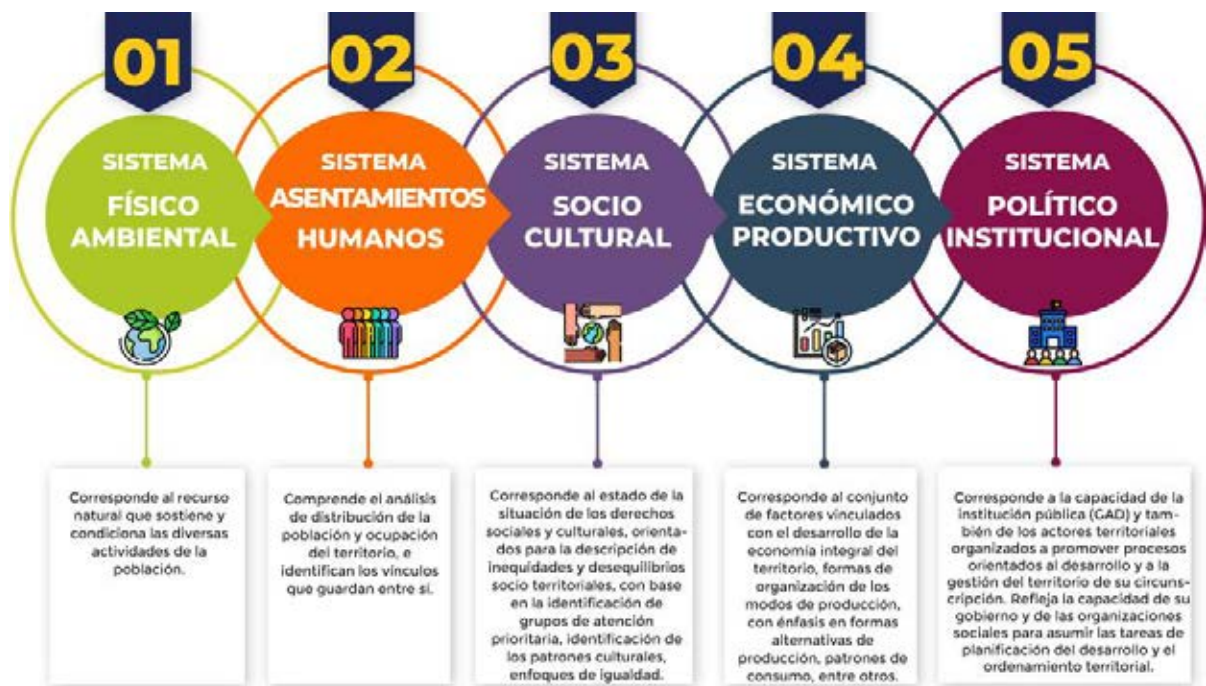 01
SISTEMA
FÍSICO
AMBIENTAL
Corresponde al recurso
natural que sostiene y
condiciona las diversas
actividades de la
población.
02
SISTEMA
ASENTAMIENTOS
HUMANOS
Comprende el análisis
de distribución de la
población y ocupación
del territorio, e
identifican los vínculos
que guardan entre sí.
03
SISTEMA
SOCIO
CULTURAL
Corresponde al estado de la
situación de los derechos
sociales y culturales, orienta-
dos para la descripción de
inequidades y desequilibrios
socio territoriales, con base
en la identificación de
grupos de atención
prioritaria, identificación de
los patrones culturales,
enfoques de igualdad.
04
SISTEMA
ECONÓMICO
PRODUCTIVO
Corresponde al conjunto
de factores vinculados
con el desarrollo de la
economía integral del
territorio, formas de
organización de los
modos de producción,
con énfasis en formas
alternativas de
producción, patrones de
consumo, entre otros.
05
SISTEMA
POLÍTICO
INSTITUCIONAL
Corresponde a la capacidad de la
institución pública (GAD) y tam-
bién de los actores territoriales
organizados a promover procesos
orientados al desarrollo y a la
gestión del territorio de su circuns-
cripción. Refleja la capacidad de su
gobierno y de las organizaciones
sociales para asumir las tareas de
planificación del desarrollo y el
ordenamiento territorial.